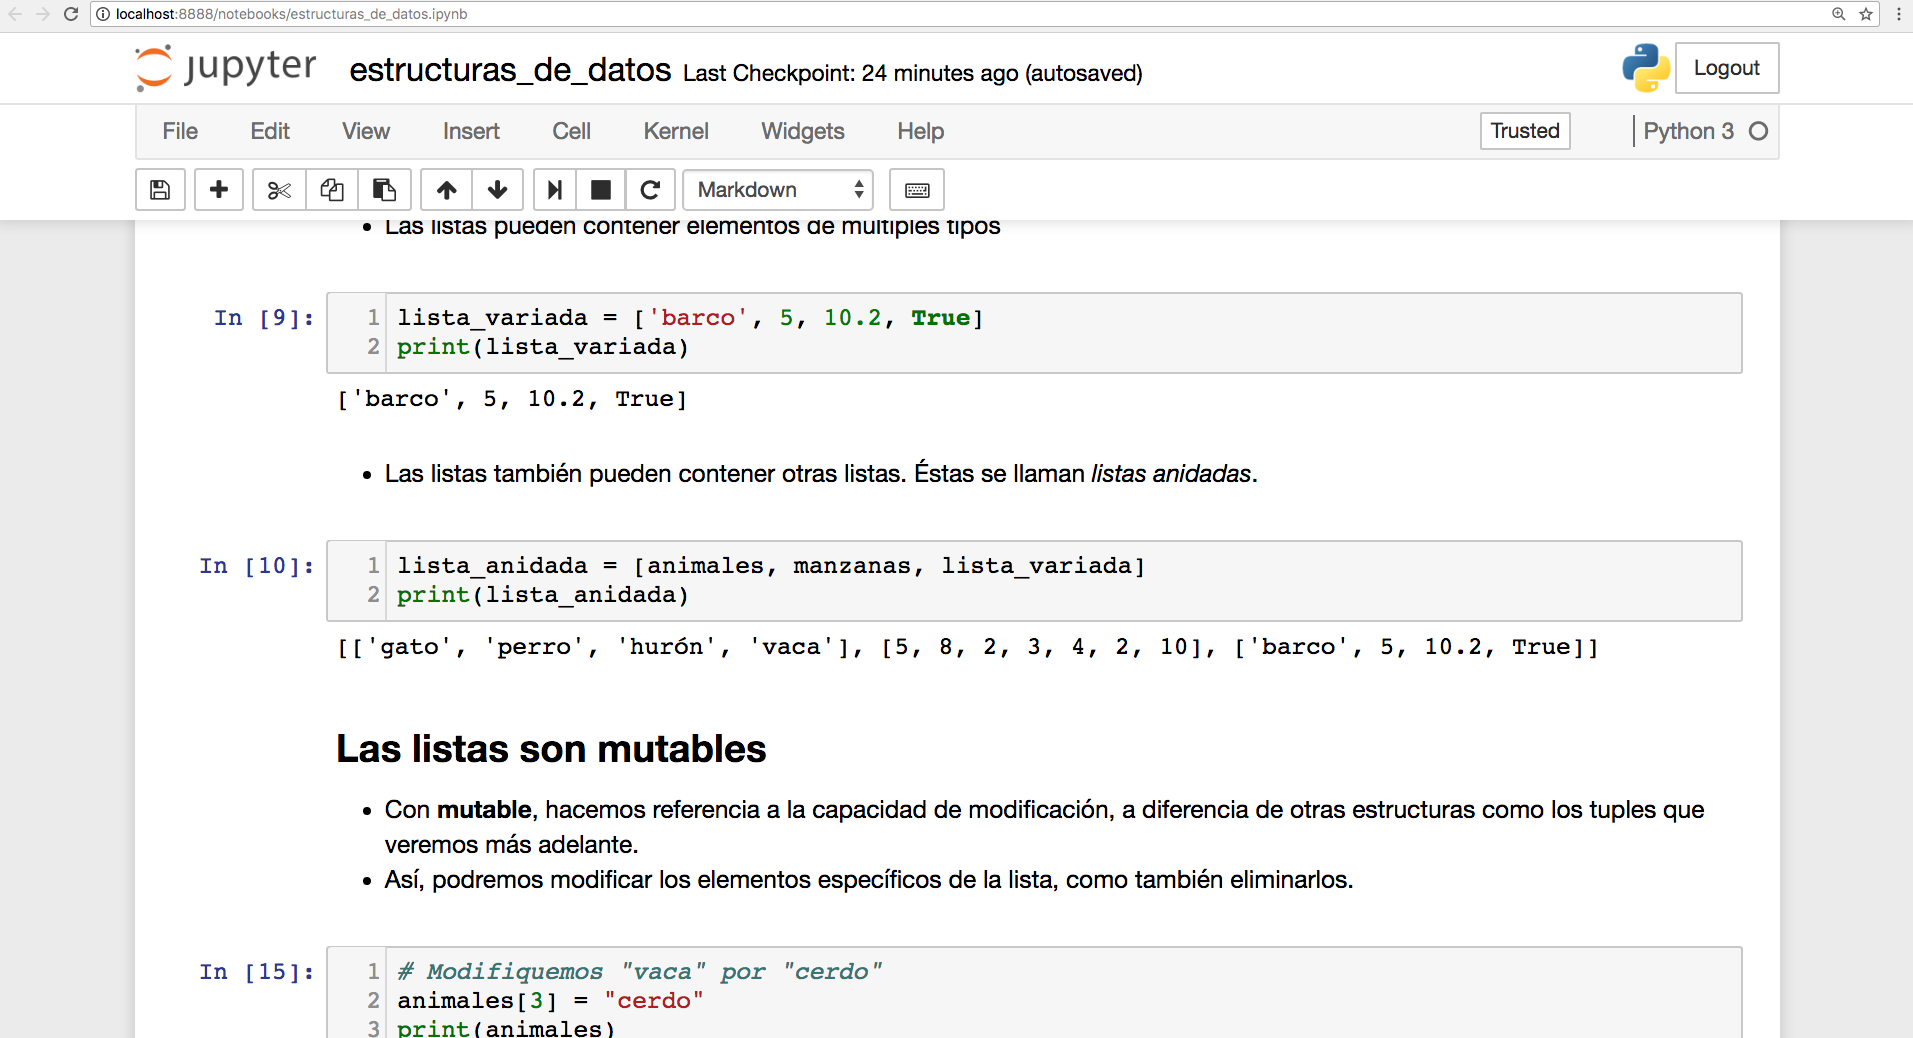 localhost:8888/notebooks/estructuras_de_datos.ipynb
jupyter estructuras_de_datos Last Checkpoint: 24 minutes ago (autosaved) Logout
File Edit View Insert Cell Kernel Widgets Help Trusted Python 3
Markdown
Las listas pueden contener elementos de múltiples tipos
In [9]: 1 lista_variada = ['barco', 5, 10.2, True]
2 print(lista_variada)
['barco', 5, 10.2, True]
Las listas también pueden contener otras listas. Éstas se llaman listas anidadas.
In [10]: 1 lista_anidada = [animales, manzanas, lista_variada]
2 print(lista_anidada)
[['gato', 'perro', 'hurón', 'vaca'], [5, 8, 2, 3, 4, 2, 10], ['barco', 5, 10.2, True]]
Las listas son mutables
Con mutable, hacemos referencia a la capacidad de modificación, a diferencia de otras estructuras como los tuples que
veremos más adelante.
Así, podremos modificar los elementos específicos de la lista, como también eliminarlos.
In [15]: 1 # Modifiquemos "vaca" por "cerdo"
2 animales[3] = "cerdo"
3 print(animales)